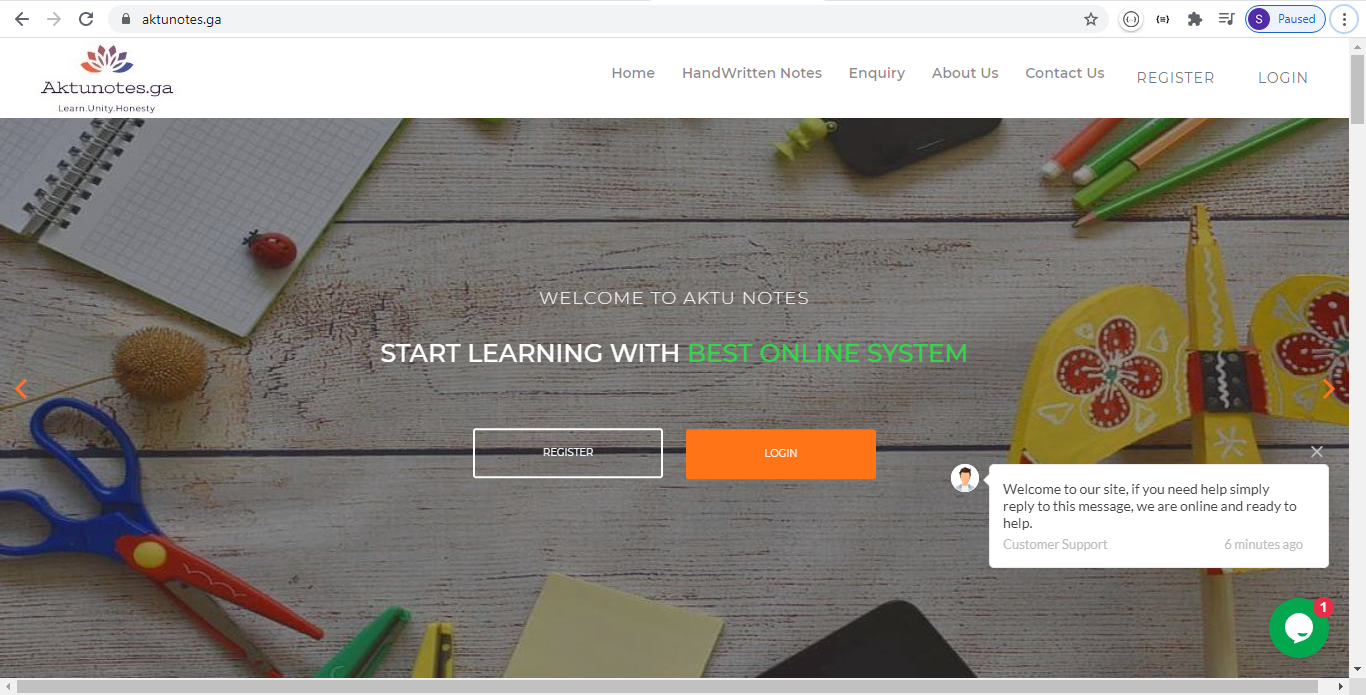 aktunotes.ga
S Paused
Aktunotes.ga
Learn.Unity.Honesty
Home HandWritten Notes Enquiry About Us Contact Us REGISTER LOGIN
WELCOME TO AKTU NOTES
START LEARNING WITH BEST ONLINE SYSTEM
REGISTER LOGIN
Welcome to our site, if you need help simply
reply to this message, we are online and ready to
help.
Customer Support 6 minutes ago
1